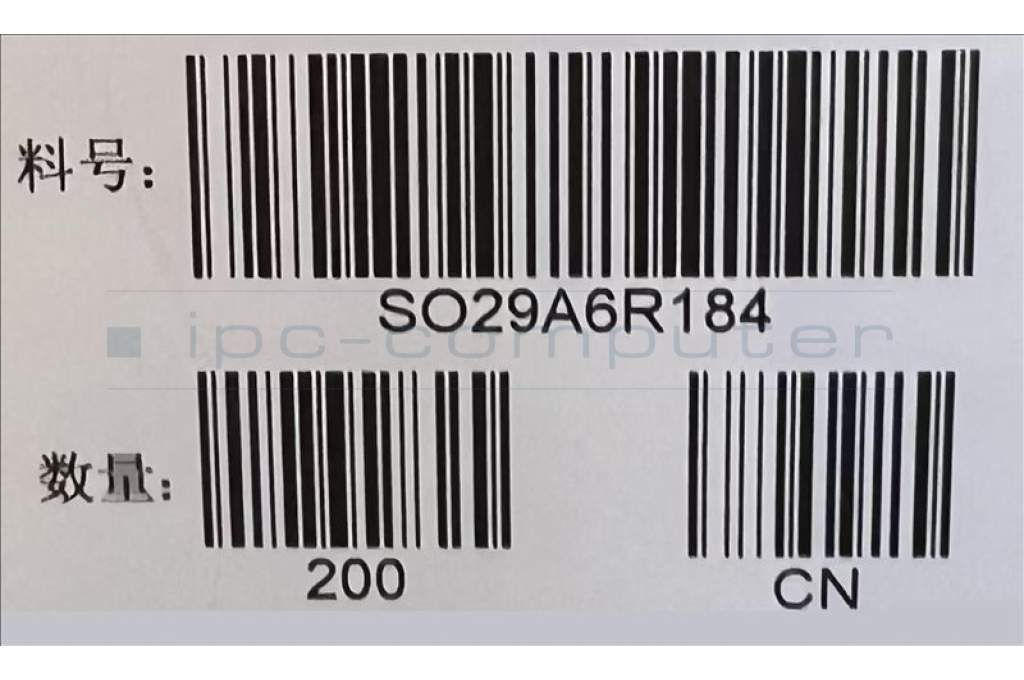 料号:
SO29A6R184
ipc-computer
数量:
200
CN